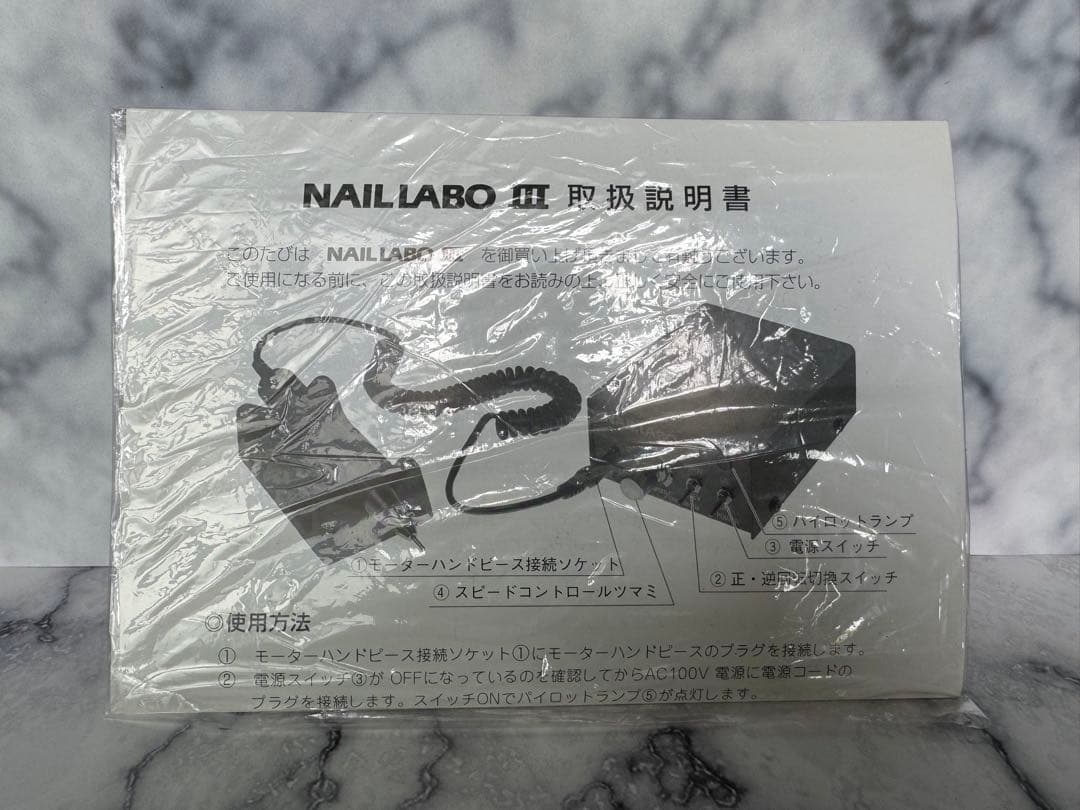 NAIL LABO III 取扱説明書
このたびは NAIL LABO III を御買い上げ頂きまして有難うございます。
ご使用になる前に、この取扱説明書をお読みの上、正しく安全にご使用下さい。
⑤ パイロットランプ
③ 電源スイッチ
①モーターハンドピース接続ソケット
② 正・逆回転切換スイッチ
④ スピードコントロールツマミ
◎使用方法
① モーターハンドピース接続ソケット①にモーターハンドピースのプラグを接続します。
② 電源スイッチ③が OFFになっているのを確認してからAC100V 電源に電源コードの
プラグを接続します。スイッチONでパイロットランプ⑤が点灯します。